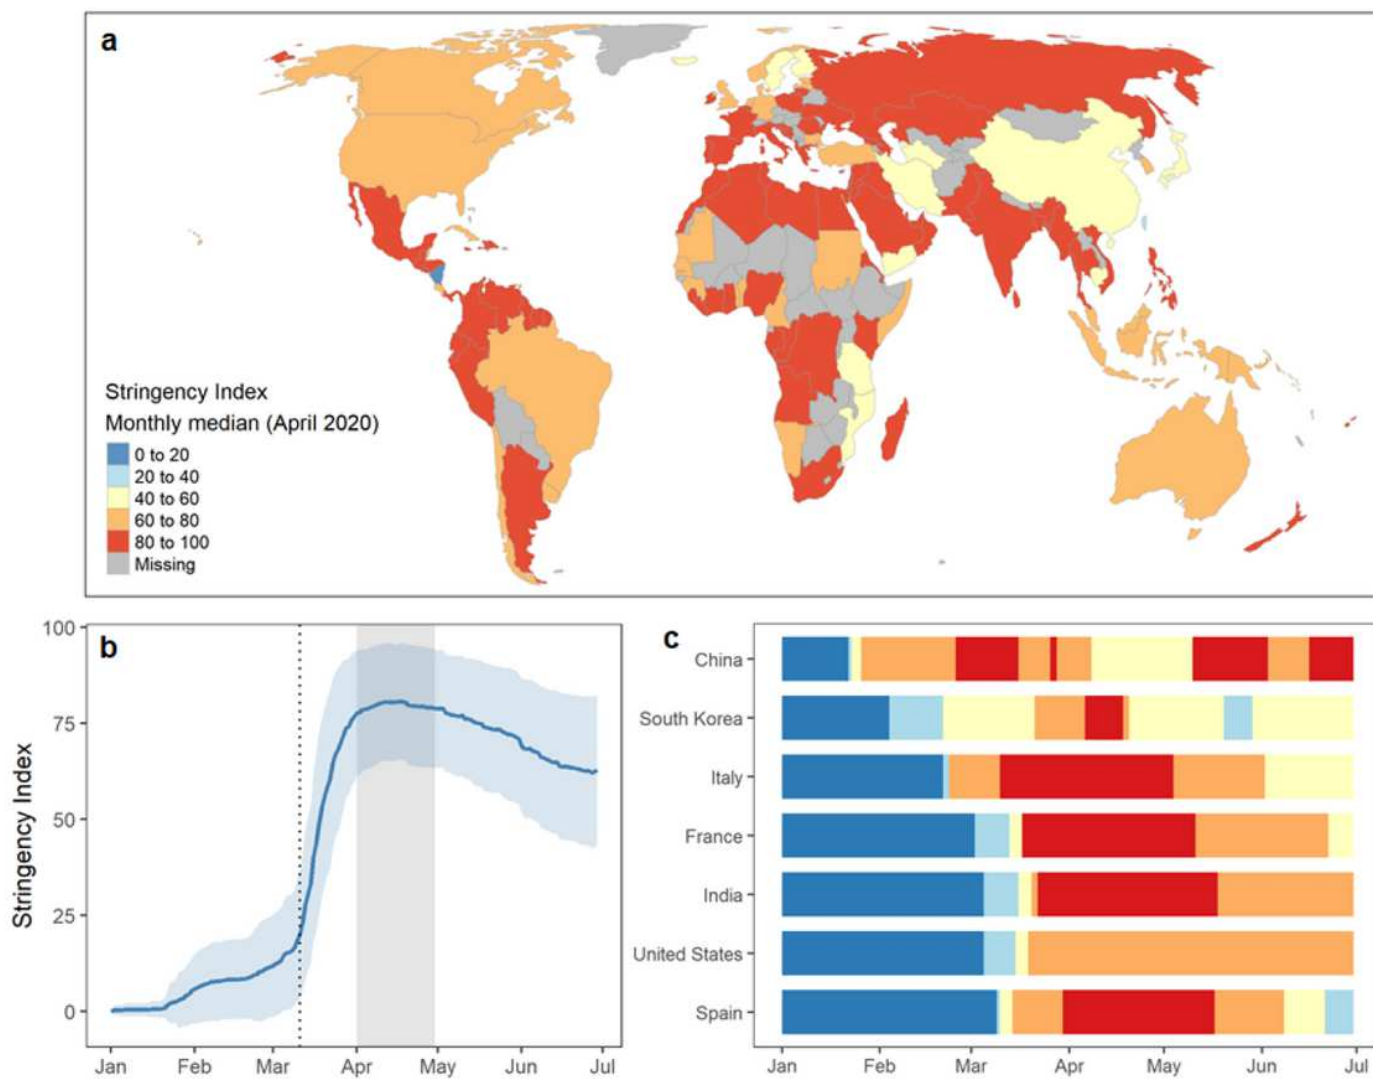 a
Stringency Index
Monthly median (April 2020)
0 to 20
20 to 40
40 to 60
60 to 80
80 to 100
Missing
b
Stringency Index
100
75
50
25
0
Jan Feb Mar Apr May Jun Jul
c
China
South Korea
Italy
France
India
United States
Spain
Jan Feb Mar Apr May Jun Jul